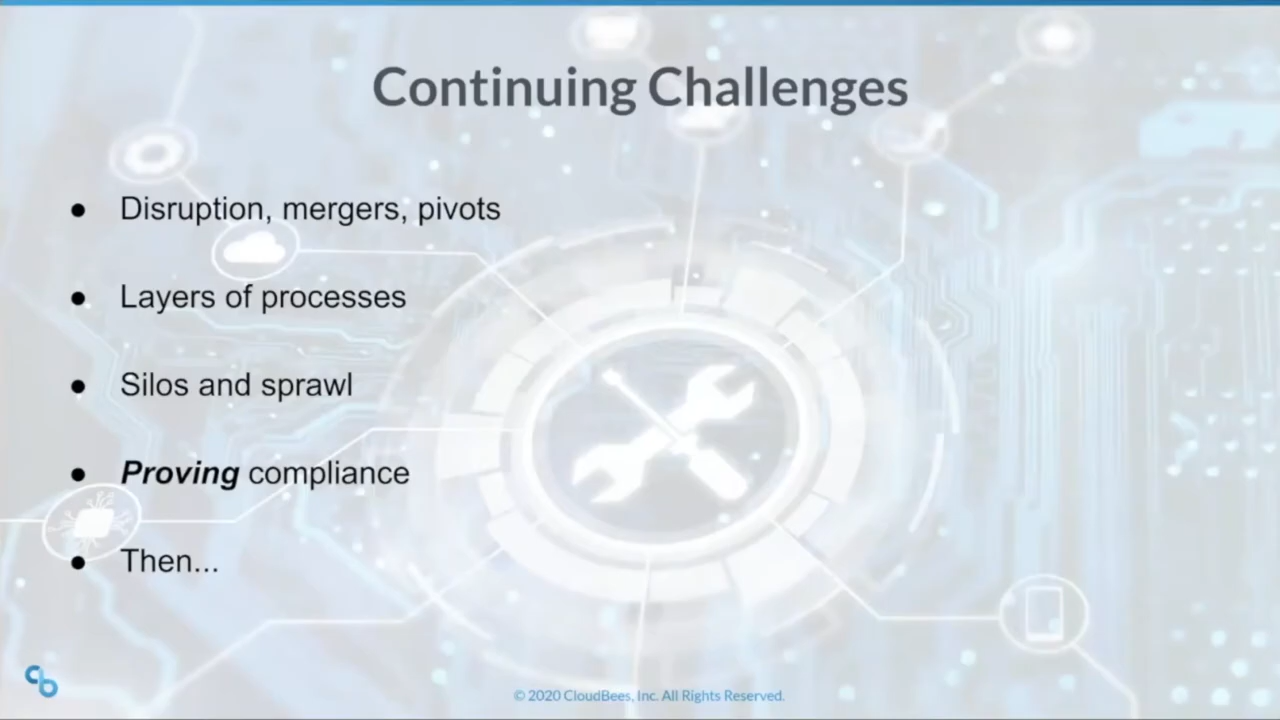 Continuing Challenges
● Disruption, mergers, pivots
● Layers of processes
● Silos and sprawl
● Proving compliance
● Then...
© 2020 CloudBees, Inc. All Rights Reserved.